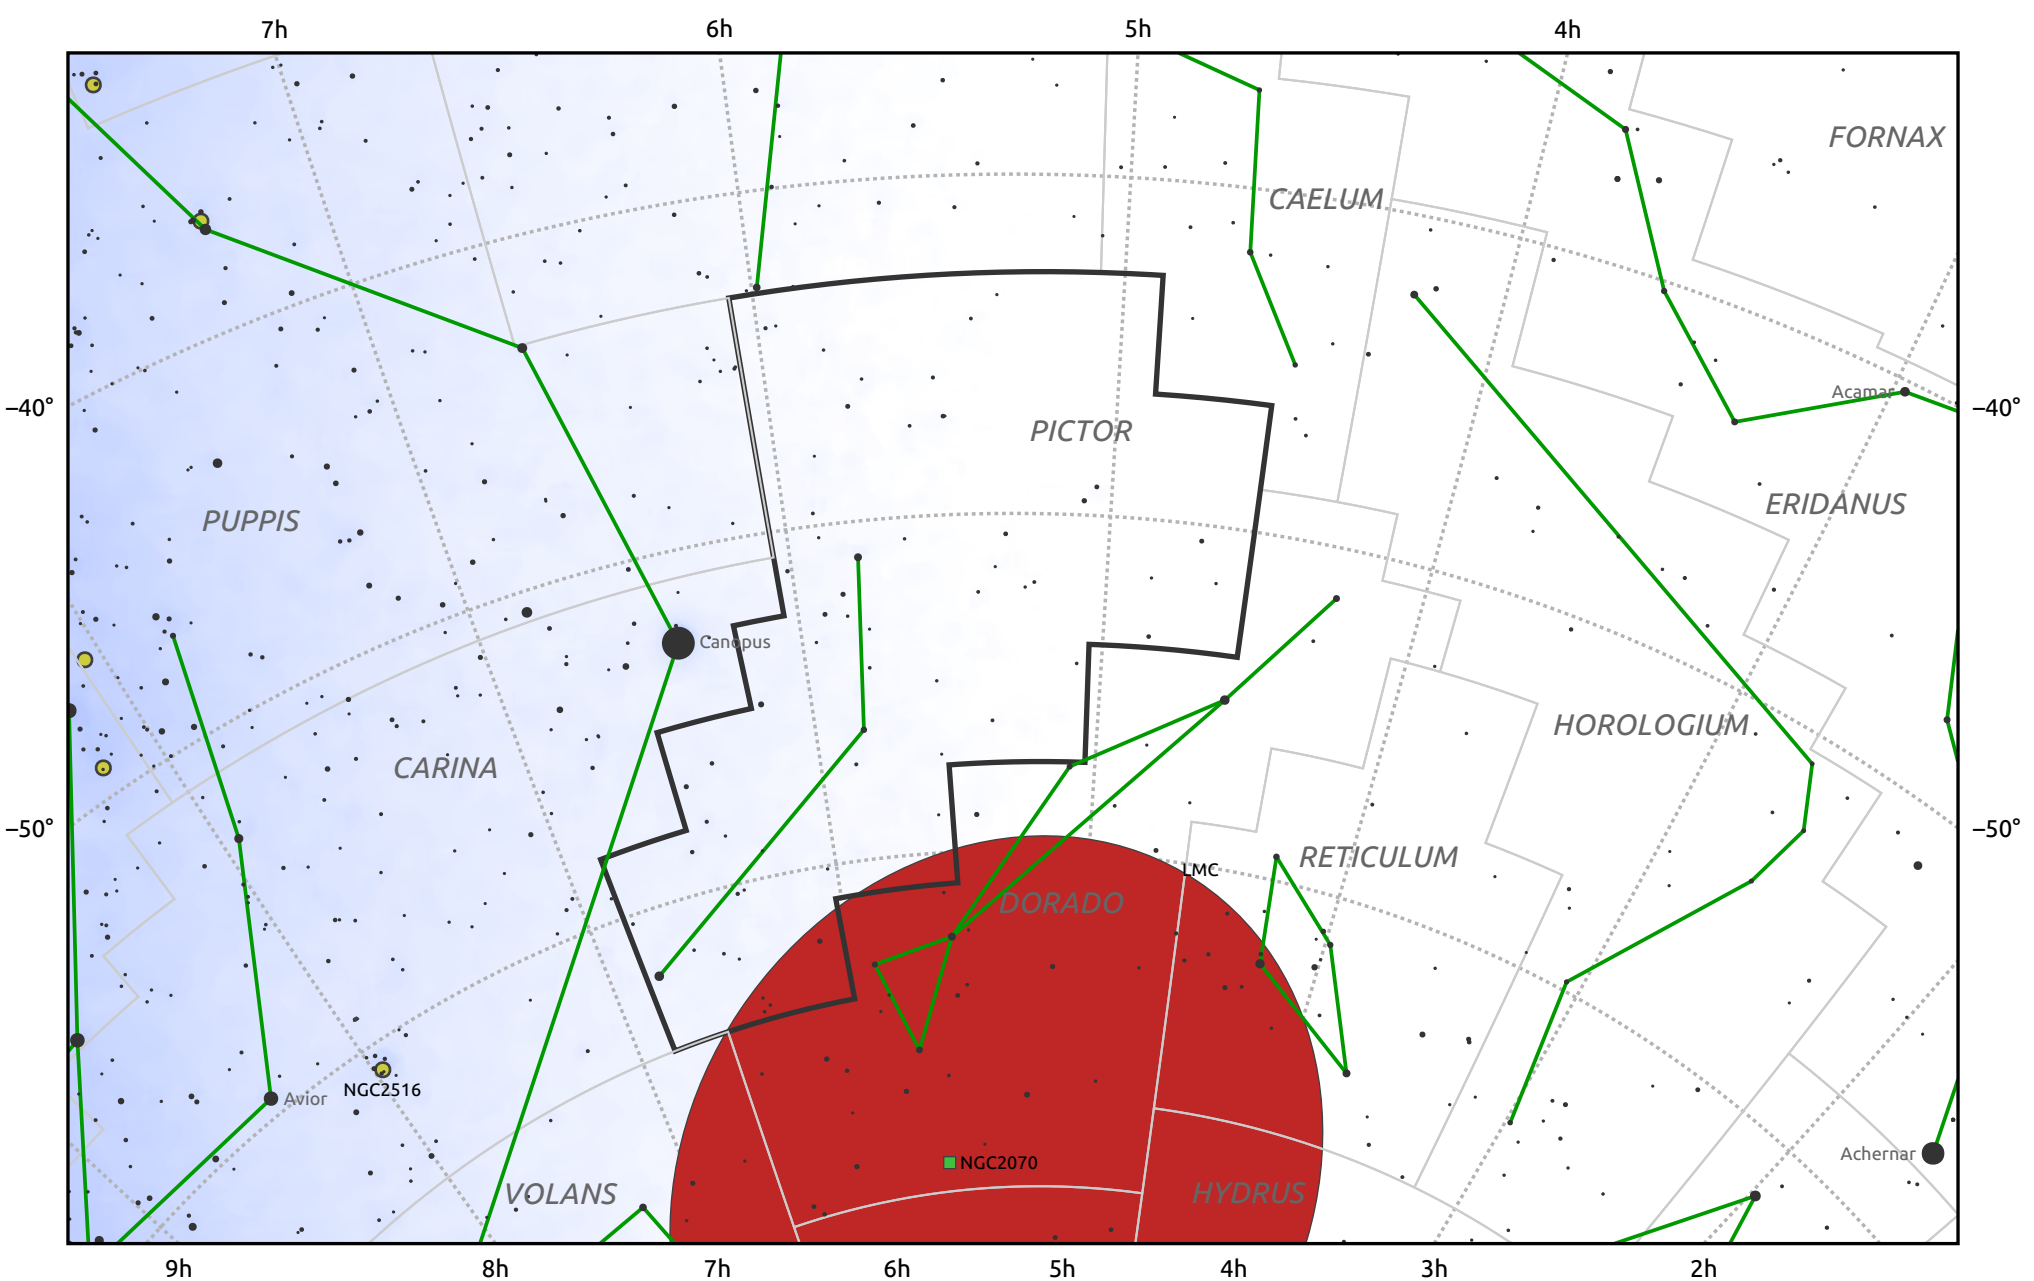 7h 6h 5h 4h
FORNAX
CAELUM
Acamar
−40° −40°
PICTOR
ERIDANUS
PUPPIS
Canopus
HOROLOGIUM
CARINA
−50° −50°
RETICULUM
LMC
DORADO
NGC2516
Avior
Achernar
NGC2070
VOLANS HYDRUS
9h 8h 7h 6h 5h 4h 3h 2h